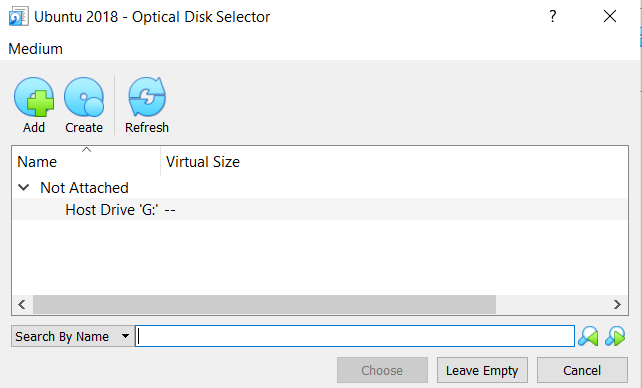 Ubuntu 2018 - Optical Disk Selector ?
Medium
Add Create Refresh
Name Virtual Size
Not Attached
Host Drive 'G:' --
Search By Name
Choose Leave Empty Cancel